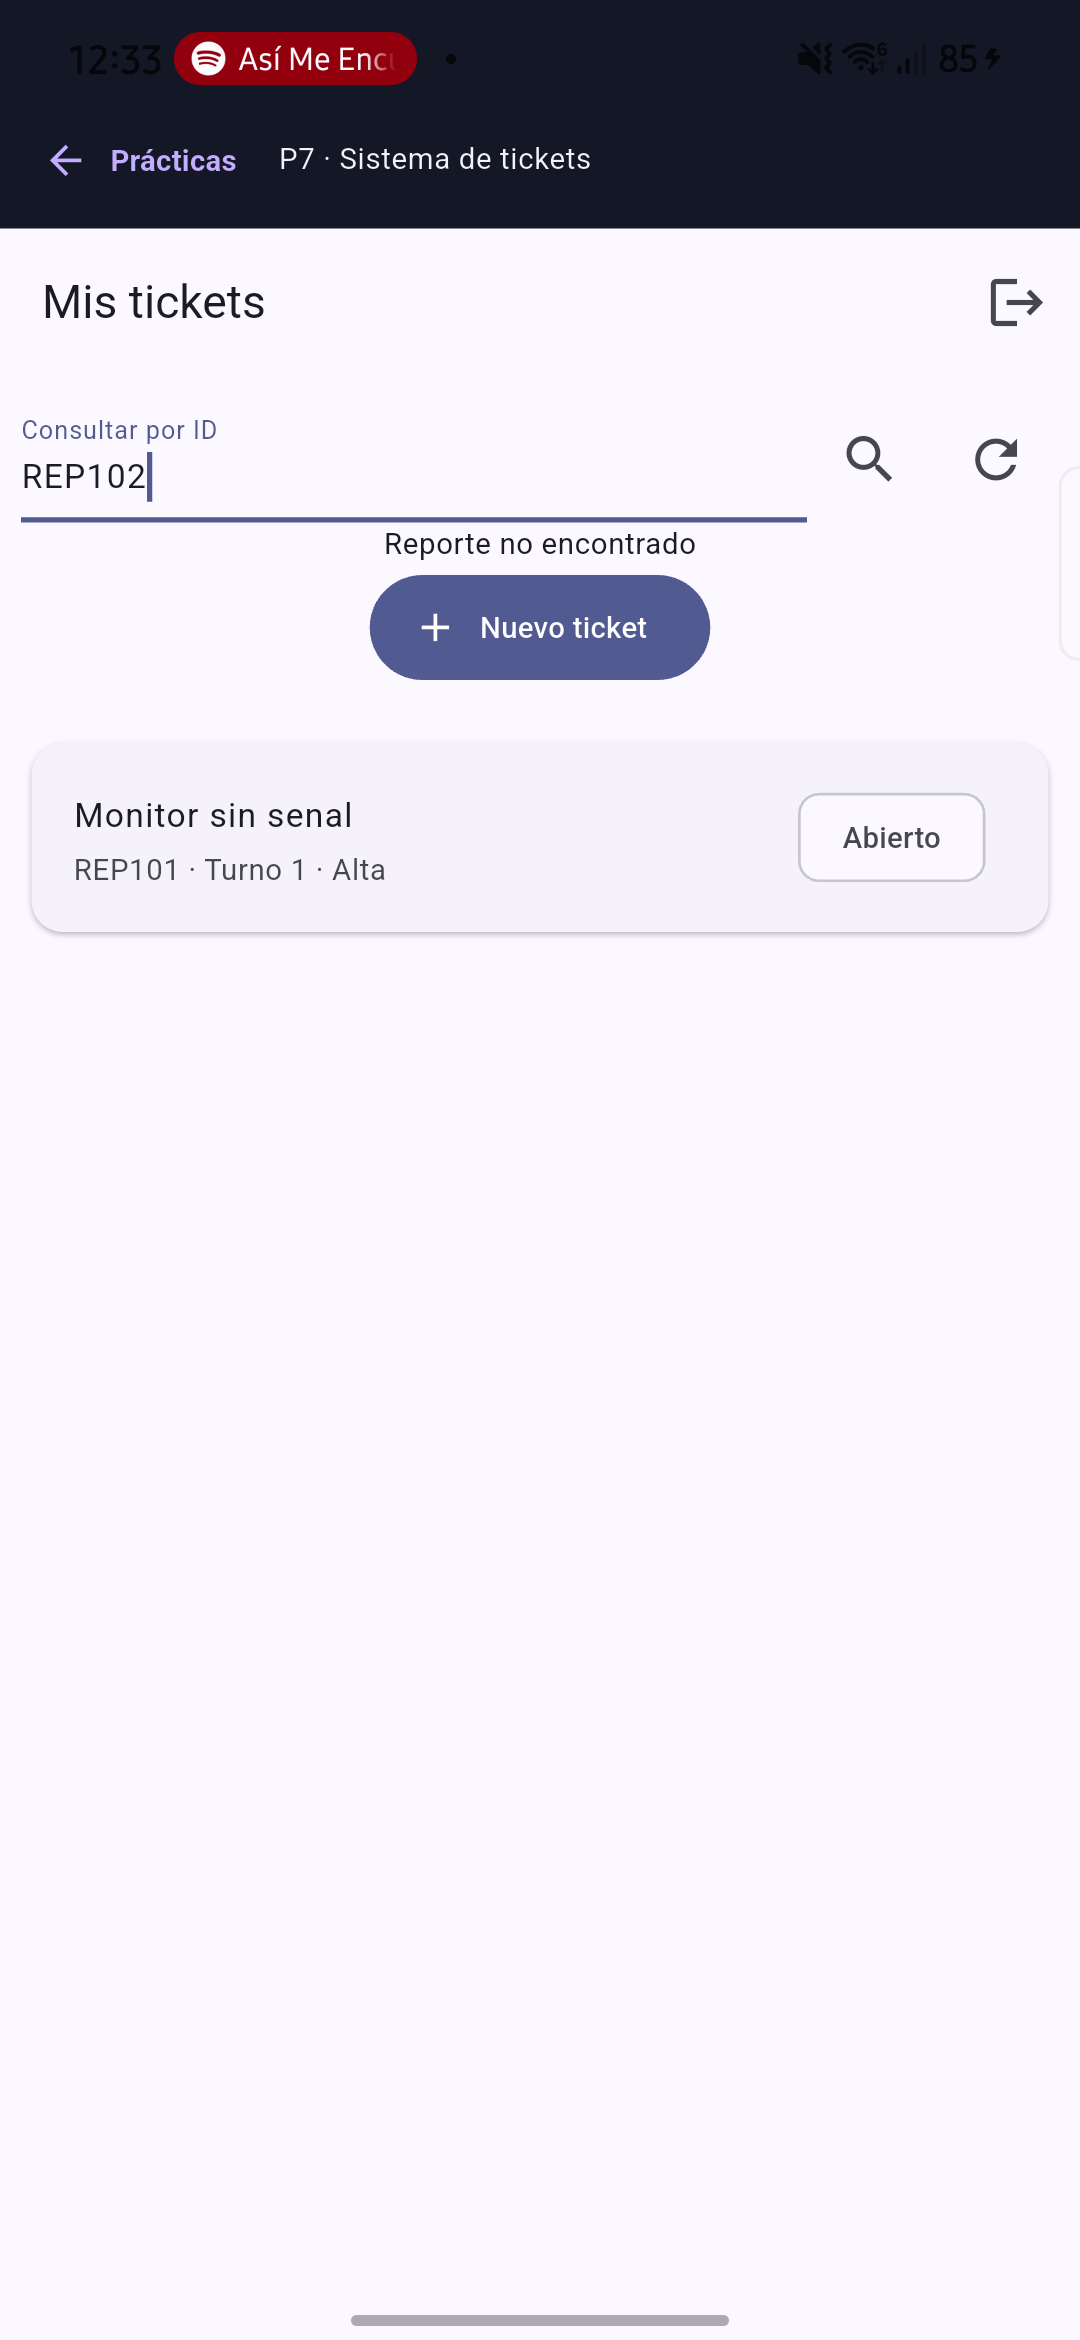 12:33 Así Me Enc 6 85
Prácticas P7 · Sistema de tickets
Mis tickets
Consultar por ID
REP102
Reporte no encontrado
+ Nuevo ticket
Monitor sin senal
REP101 · Turno 1 · Alta
Abierto